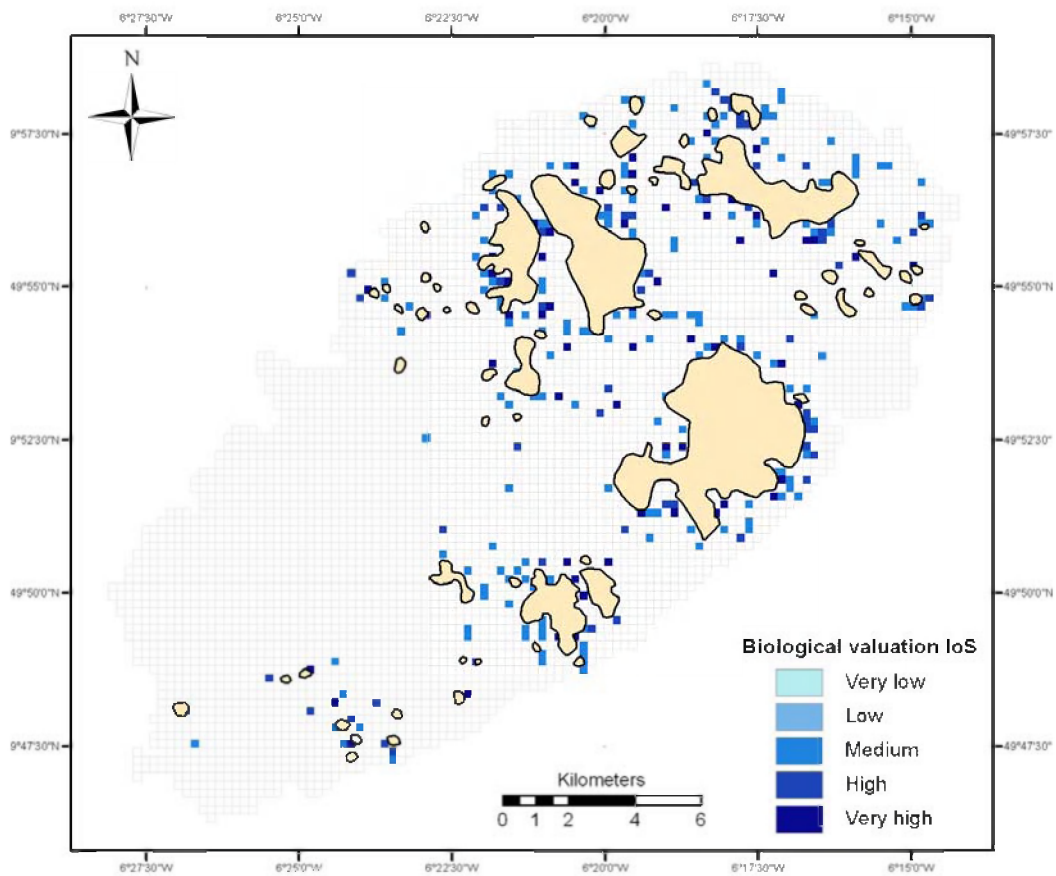 6°27'30"W 6°25'0"W 6°22'30"W 6°20'0"W 6°17'30"W 6°15'0"W
N
9°57'30"N 49°57'30"
49°55'0"N 49°55'0"N
9°52'30"N 49°52'30"
49°50'0"N 49°50'0"N
Biological valuation IoS
Very low
Low
9°47'30"N Medium 49°47'30"
Kilometers High
0 1 2 4 6 Very high
6°27'30"W 6°25'0"W 6°22'30"W 6°20'0"W 6°17'30"W 6°15'0"W